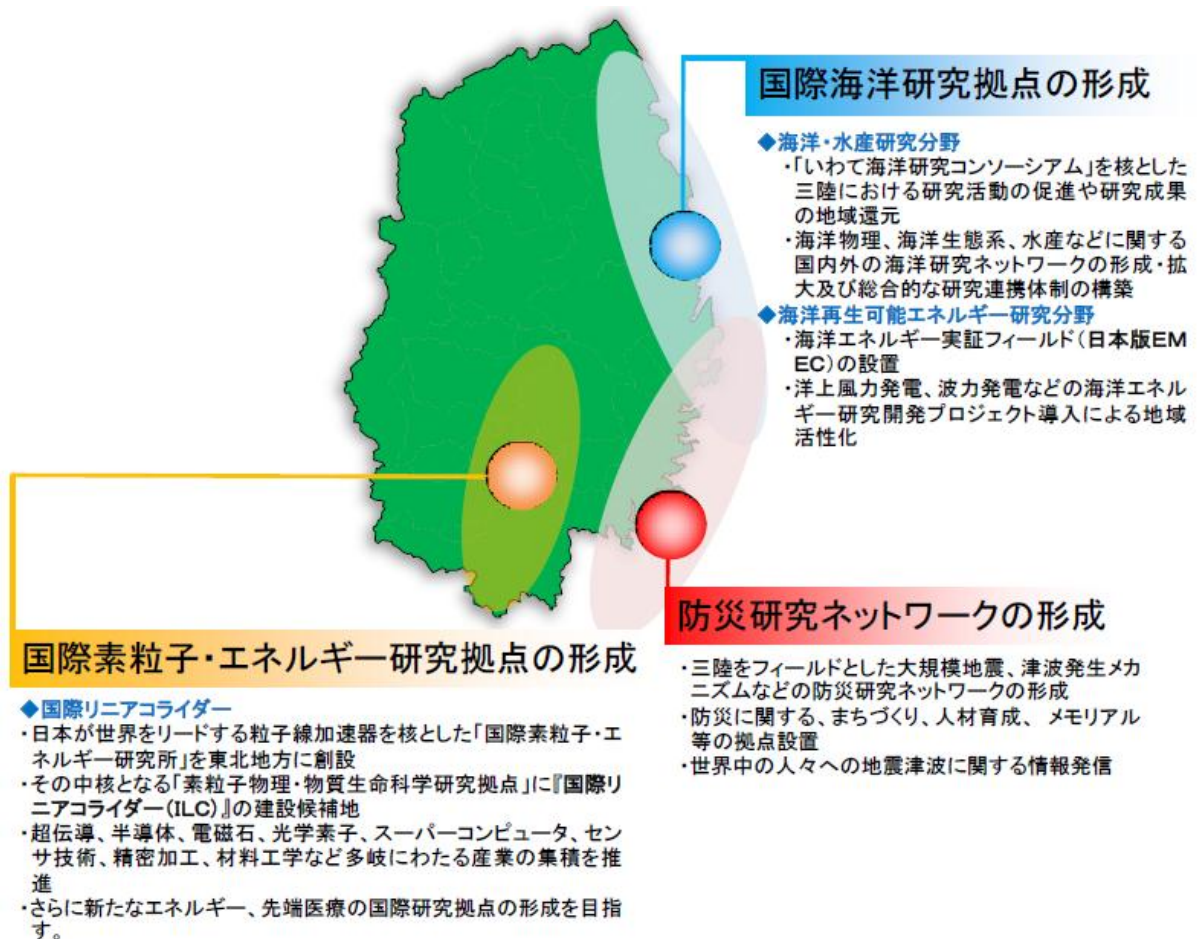 国際海洋研究拠点の形成
◆海洋・水産研究分野
・「いわて海洋研究コンソーシアム」を核とした
三陸における研究活動の促進や研究成果
の地域還元
・海洋物理、海洋生態系、水産などに関する
国内外の海洋研究ネットワークの形成・拡
大及び総合的な研究連携体制の構築
◆海洋再生可能エネルギー研究分野
・海洋エネルギー実証フィールド(日本版EM
EC)の設置
・洋上風力発電、波力発電などの海洋エネル
ギー研究開発プロジェクト導入による地域
活性化
防災研究ネットワークの形成
・三陸をフィールドとした大規模地震、津波発生メカ
ニズムなどの防災研究ネットワークの形成
・防災に関する、まちづくり、人材育成、 メモリアル
等の拠点設置
・世界中の人々への地震津波に関する情報発信
国際素粒子・エネルギー研究拠点の形成
◆国際リニアコライダー
・日本が世界をリードする粒子線加速器を核とした「国際素粒子・エ
ネルギー研究所」を東北地方に創設
・その中核となる「素粒子物理・物質生命科学研究拠点」に『国際リ
ニアコライダー(ILC)』の建設候補地
・超伝導、半導体、電磁石、光学素子、スーパーコンピュータ、セン
サ技術、精密加工、材料工学など多岐にわたる産業の集積を推
進
・さらに新たなエネルギー、先端医療の国際研究拠点の形成を目指
す。